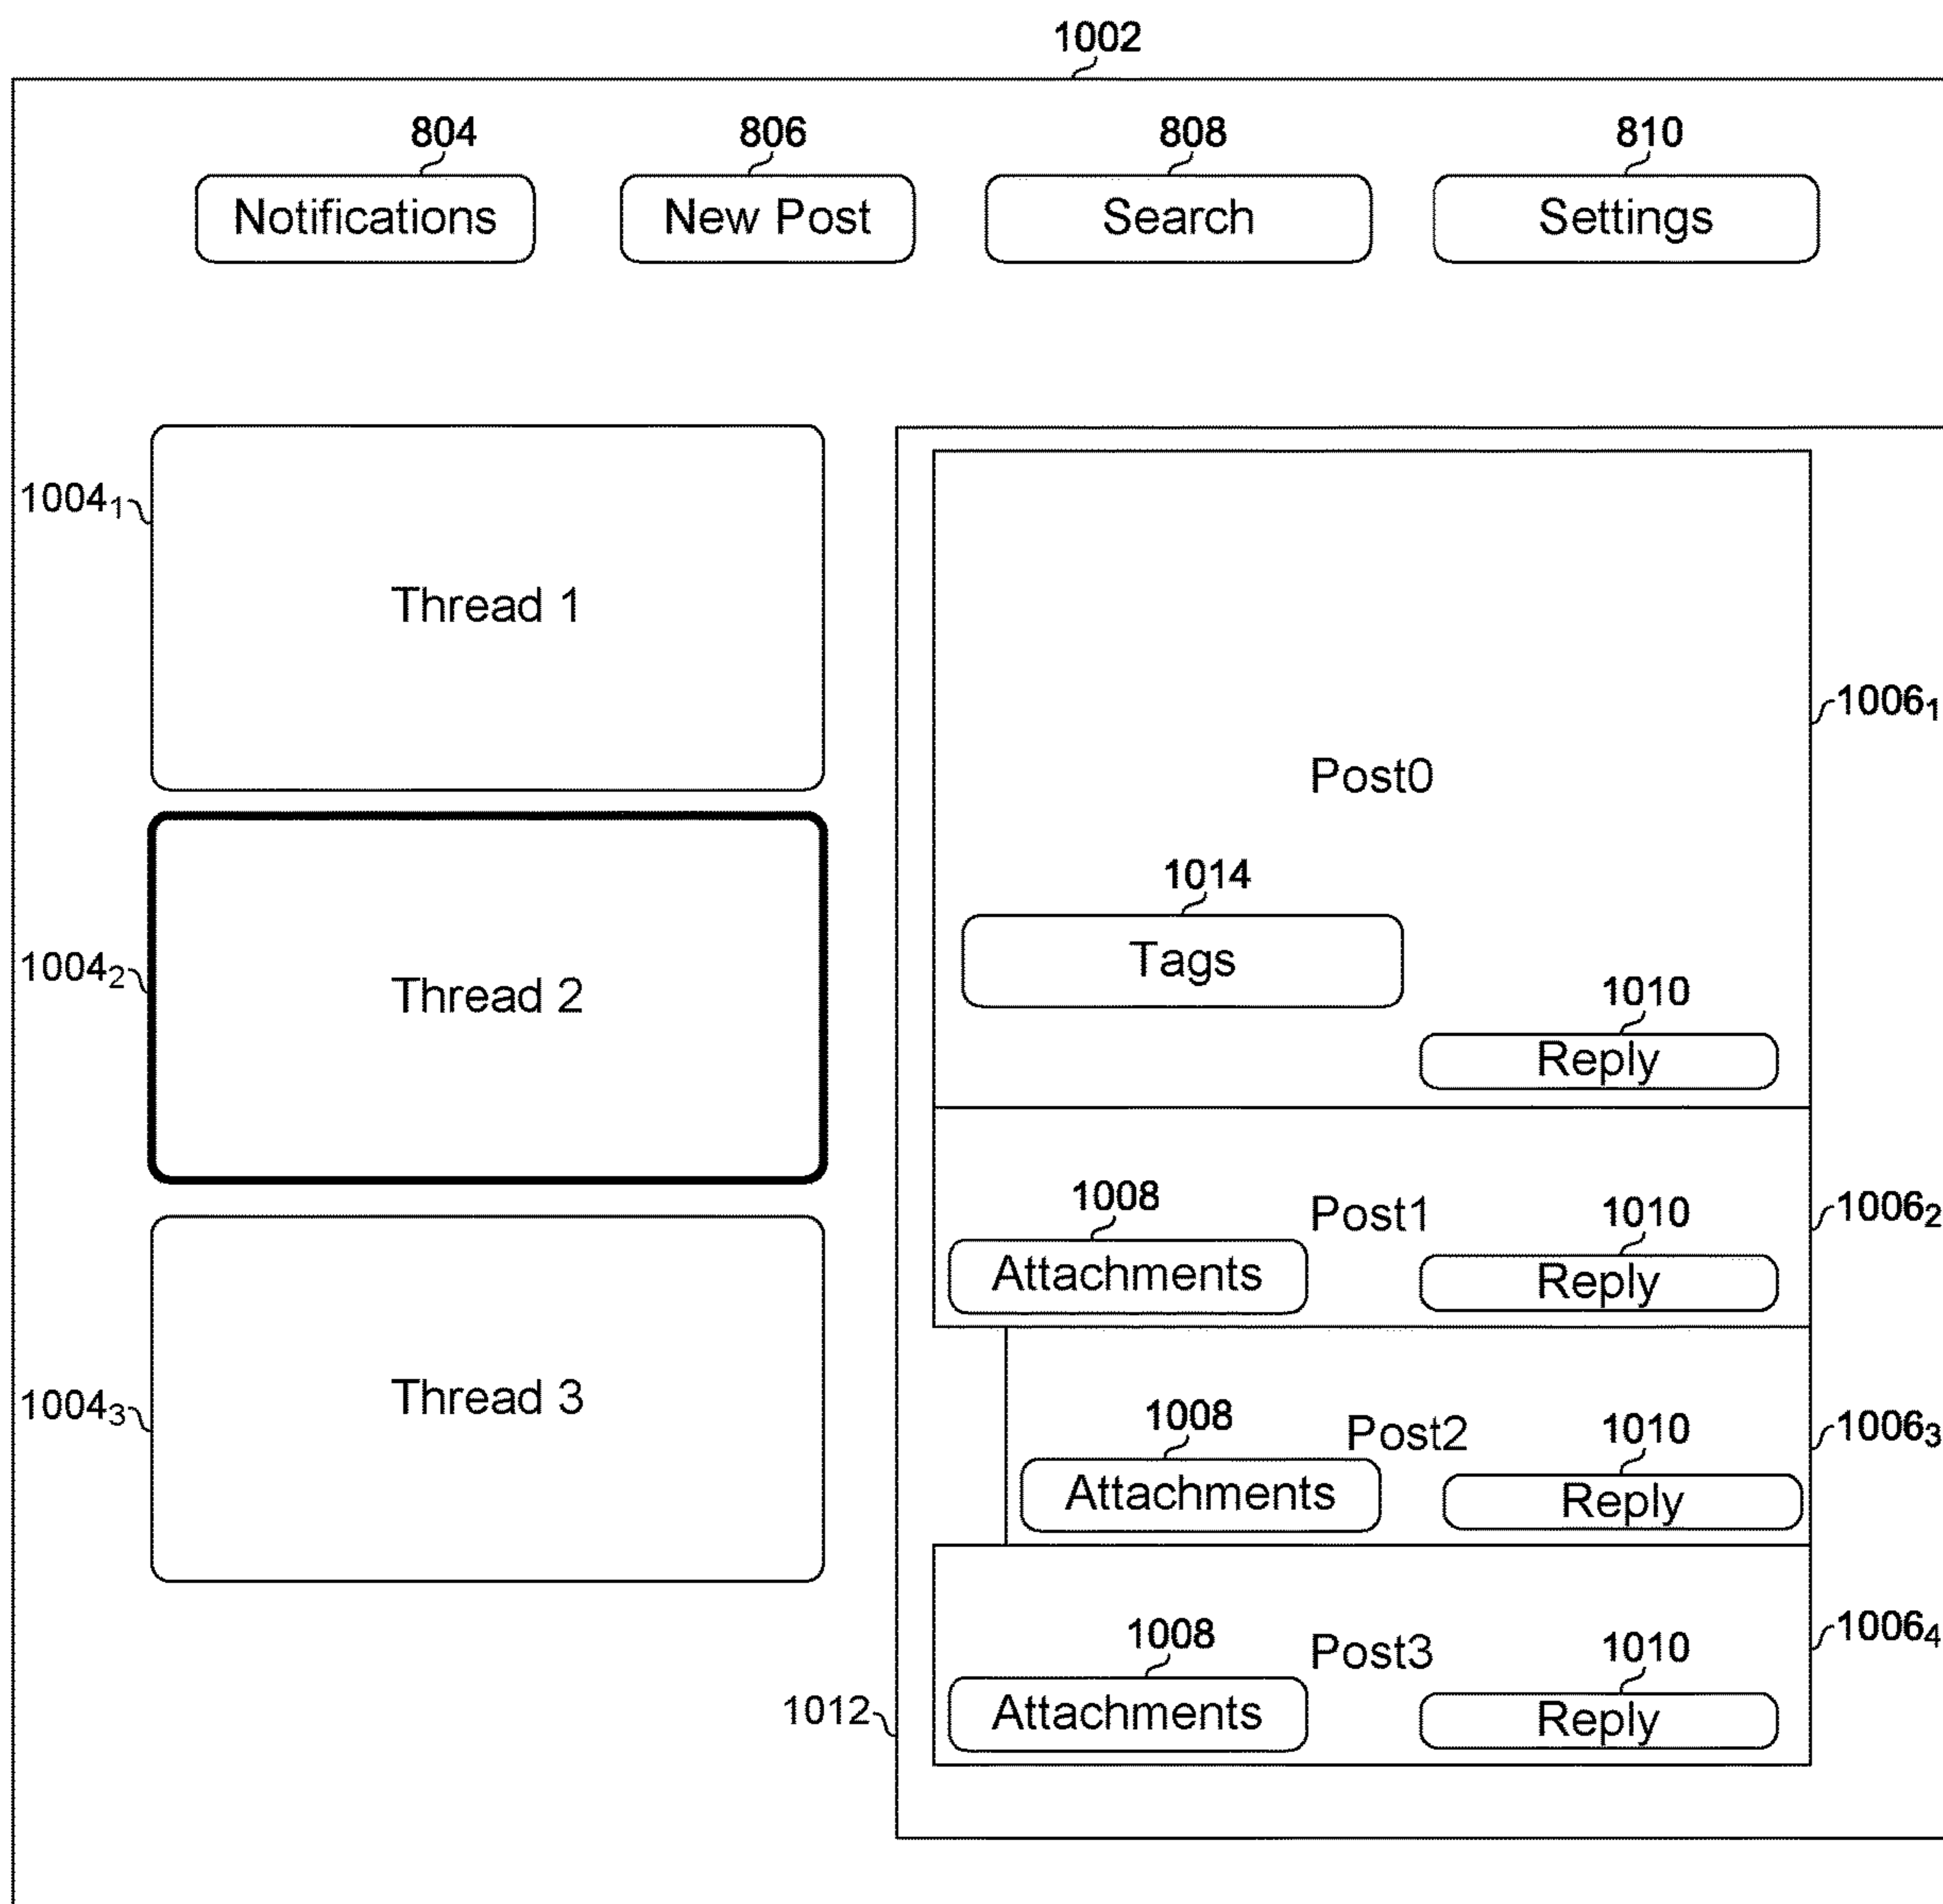 1002
804 806 808 810
Notifications New Post Search Settings
1004₁
Thread 1
1004₂
Thread 2
1004₃
Thread 3
1006₁
Post0
1014
Tags
1010
Reply
1008 Post1 1010 1006₂
Attachments Reply
1008 Post2 1010 1006₃
Attachments Reply
1008 Post3 1010 1006₄
1012 Attachments Reply